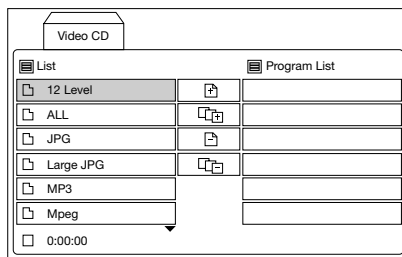 Video CD
List
Program List
12 Level
ALL
JPG
Large JPG
MP3
Mpeg
0:00:00